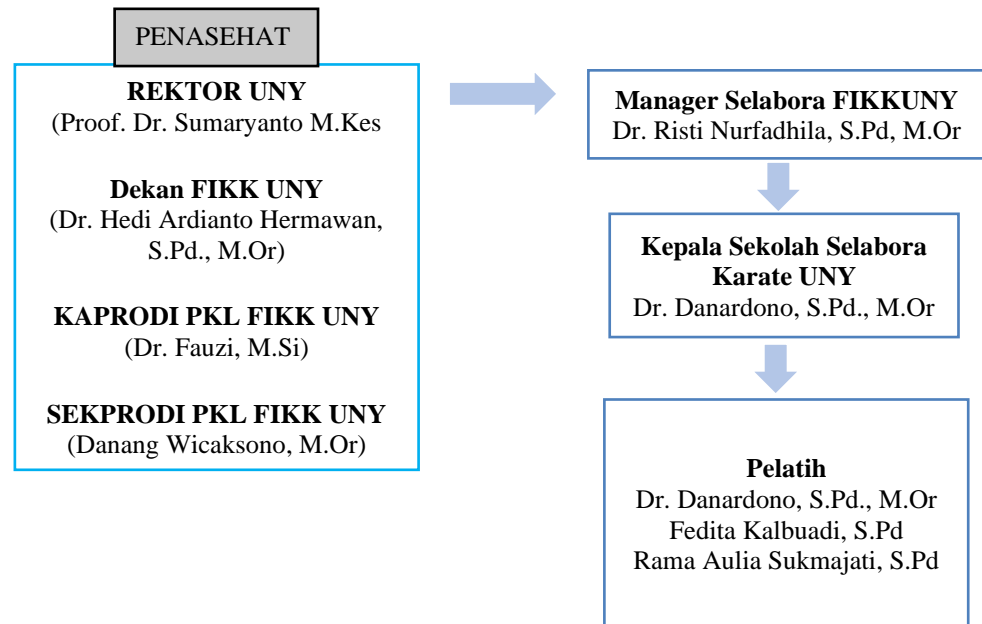 PENASEHAT
REKTOR UNY
(Proof. Dr. Sumaryanto M.Kes
Dekan FIKK UNY
(Dr. Hedi Ardianto Hermawan,
S.Pd., M.Or)
KAPRODI PKL FIKK UNY
(Dr. Fauzi, M.Si)
SEKPRODI PKL FIKK UNY
(Danang Wicaksono, M.Or)
Manager Selabora FIKKUNY
Dr. Risti Nurfadhila, S.Pd, M.Or
Kepala Sekolah Selabora
Karate UNY
Dr. Danardono, S.Pd., M.Or
Pelatih
Dr. Danardono, S.Pd., M.Or
Fedita Kalbuadi, S.Pd
Rama Aulia Sukmajati, S.Pd